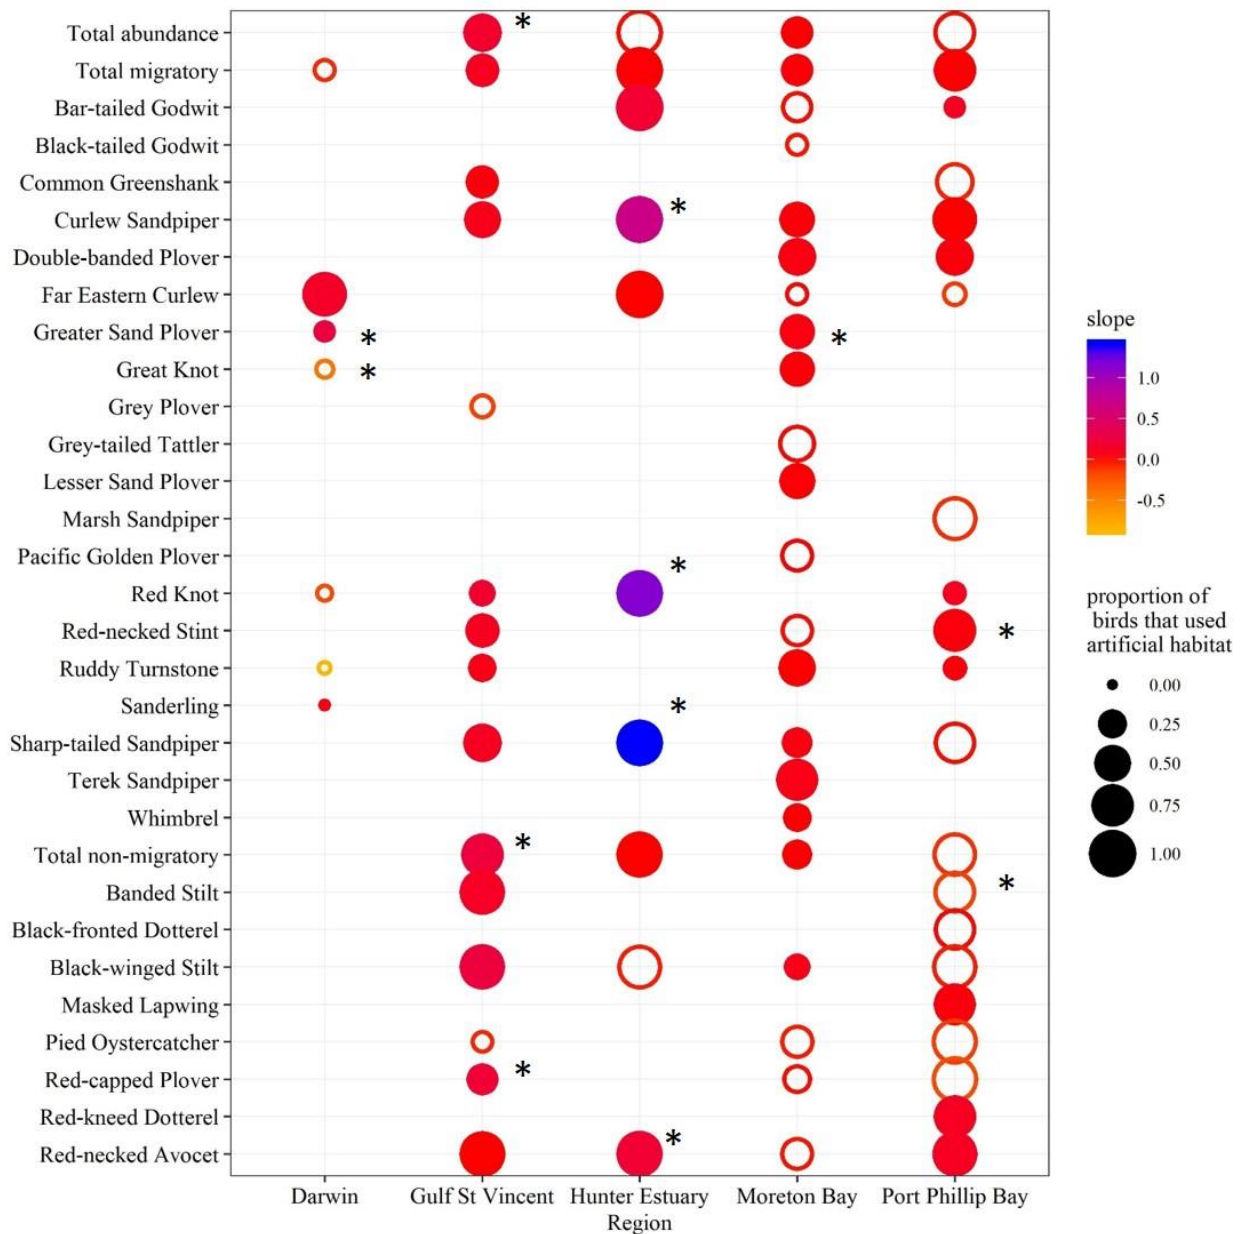 Total abundance
Total migratory
Bar-tailed Godwit
Black-tailed Godwit
Common Greenshank
Curlew Sandpiper
Double-banded Plover
Far Eastern Curlew
Greater Sand Plover
Great Knot
Grey Plover
Grey-tailed Tattler
Lesser Sand Plover
Marsh Sandpiper
Pacific Golden Plover
Red Knot
Red-necked Stint
Ruddy Turnstone
Sanderling
Sharp-tailed Sandpiper
Terek Sandpiper
Whimbrel
Total non-migratory
Banded Stilt
Black-fronted Dotterel
Black-winged Stilt
Masked Lapwing
Pied Oystercatcher
Red-capped Plover
Red-kneed Dotterel
Red-necked Avocet
*
*
*
*
*
*
*
*
*
*
*
*
Darwin Gulf St Vincent Hunter Estuary Moreton Bay Port Phillip Bay
Region
slope
1.0
0.5
0.0
-0.5
proportion of
birds that used
artificial habitat
0.00
0.25
0.50
0.75
1.00